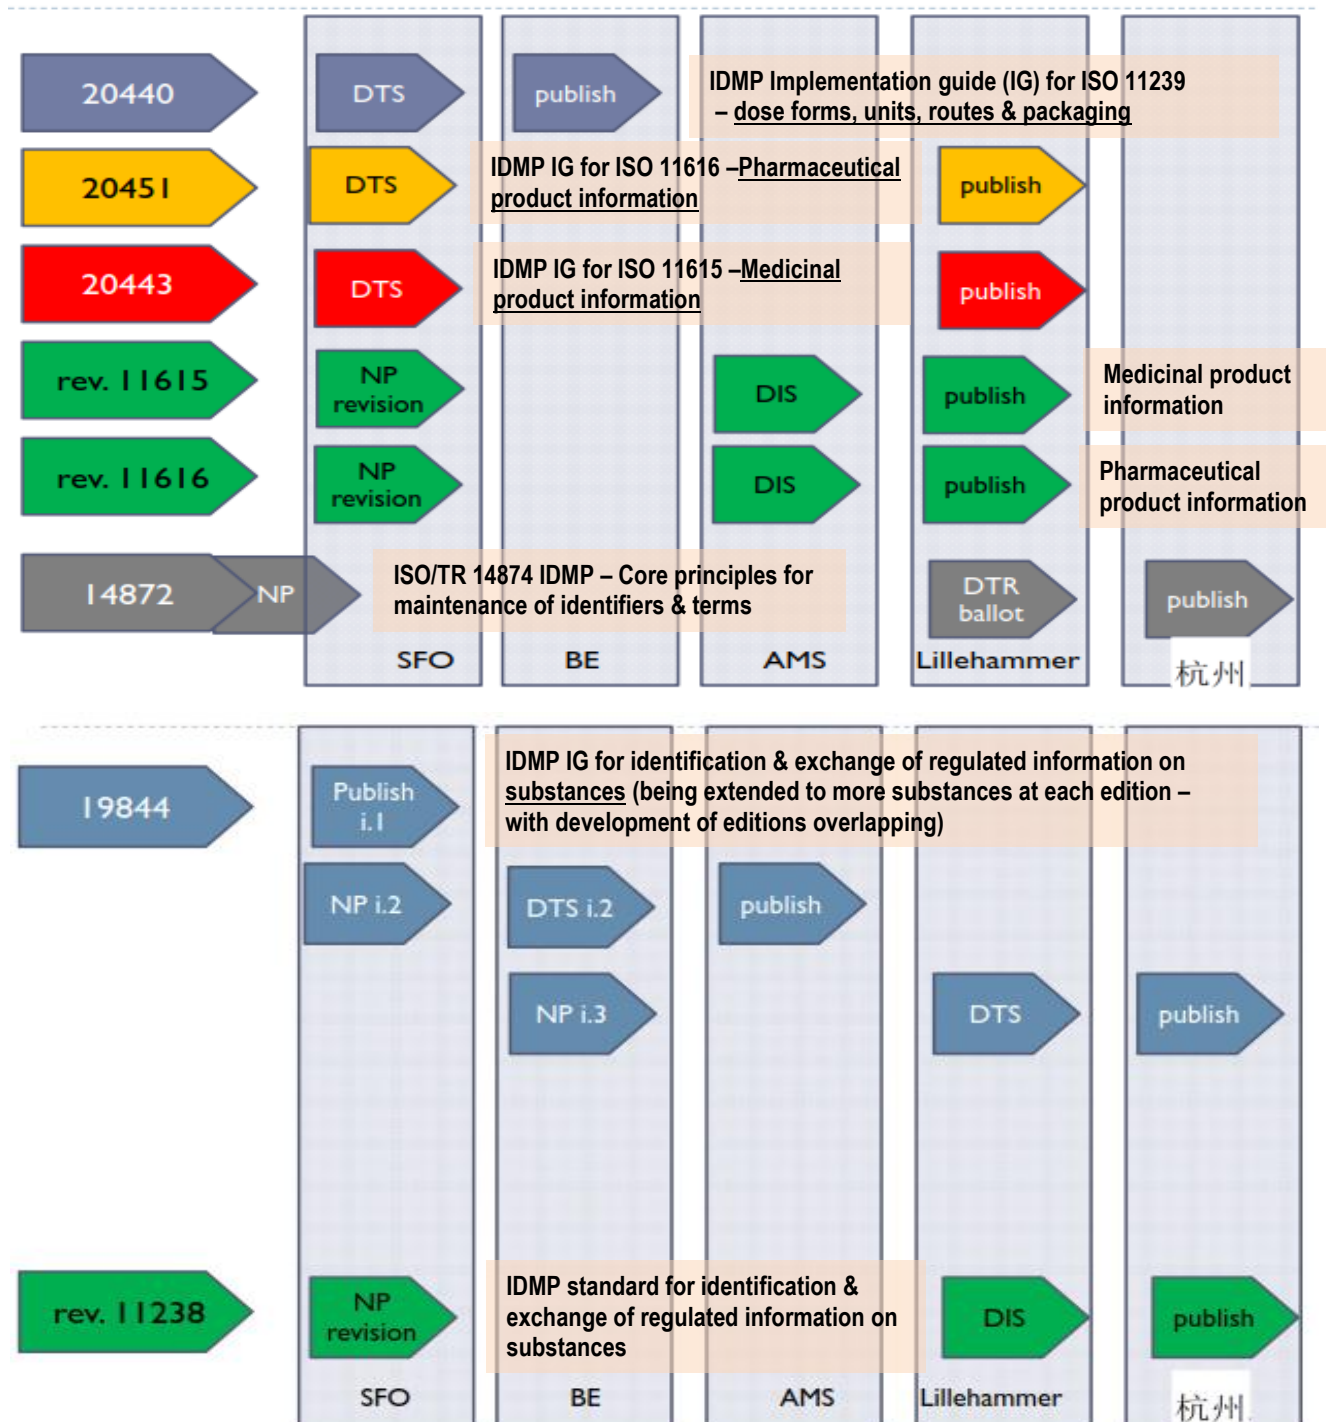 20440
DTS
publish
IDMP Implementation guide (IG) for ISO 11239
– dose forms, units, routes & packaging
20451
DTS
IDMP IG for ISO 11616 –Pharmaceutical
product information
publish
20443
DTS
IDMP IG for ISO 11615 –Medicinal
product information
publish
rev. 11615
NP
revision
DIS
publish
Medicinal product
information
rev. 11616
NP
revision
DIS
publish
Pharmaceutical
product information
14872
NP
ISO/TR 14874 IDMP – Core principles for
maintenance of identifiers & terms
DTR
ballot
publish
SFO
BE
AMS
Lillehammer
杭州
19844
Publish
i.1
IDMP IG for identification & exchange of regulated information on
substances (being extended to more substances at each edition –
with development of editions overlapping)
NP i.2
DTS i.2
publish
NP i.3
DTS
publish
rev. 11238
NP
revision
IDMP standard for identification &
exchange of regulated information on
substances
DIS
publish
SFO
BE
AMS
Lillehammer
杭州